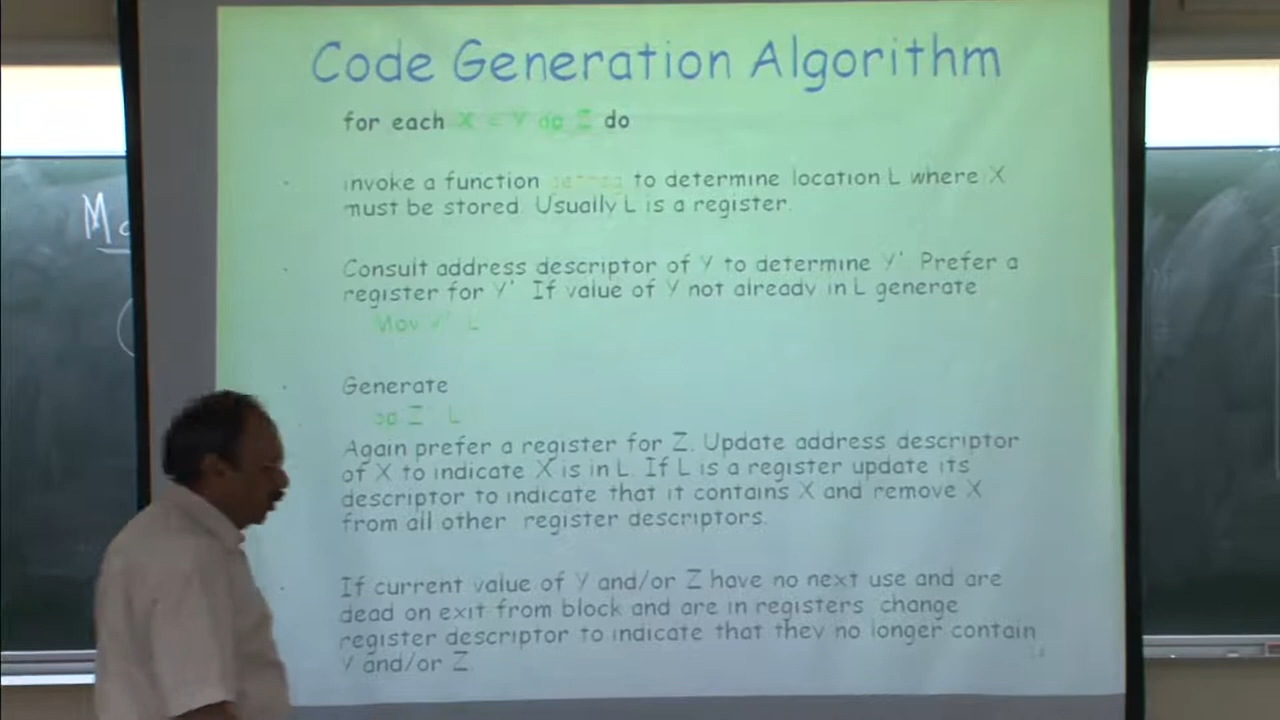 Code Generation Algorithm
for each X = Y op Z do
invoke a function to determine location L where X
must be stored. Usually L is a register.
Consult address descriptor of Y to determine Y' Prefer a
register for Y' If value of Y not already in L generate
Mov Y' L
Generate
op Z L
Again prefer a register for Z. Update address descriptor
of X to indicate X is in L. If L is a register update its
descriptor to indicate that it contains X and remove X
from all other register descriptors.
If current value of Y and/or Z have no next use and are
dead on exit from block and are in registers change
register descriptor to indicate that they no longer contain
Y and/or Z.